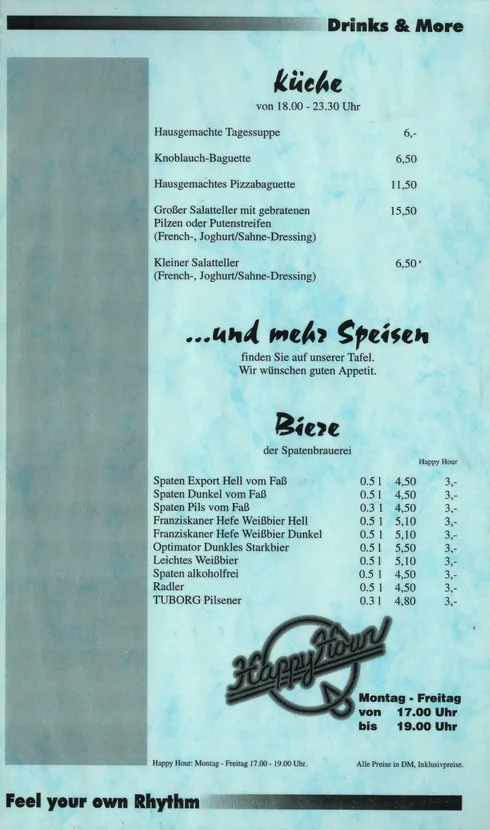 Drinks & More
Küche
von 18.00 - 23.30 Uhr
Hausgemachte Tagessuppe 6,-
Knoblauch-Baguette 6,50
Hausgemachtes Pizzabaguette 11,50
Großer Salatteller mit gebratenen 15,50
Pilzen oder Putenstreifen
(French-, Joghurt/Sahne-Dressing)
Kleiner Salatteller 6,50
(French-, Joghurt/Sahne-Dressing)
...und mehr Speisen
finden Sie auf unserer Tafel.
Wir wünschen guten Appetit.
Biere
der Spatenbrauerei
Happy Hour
Spaten Export Hell vom Faß 0.5 l 4,50 3,-
Spaten Dunkel vom Faß 0.5 l 4,50 3,-
Spaten Pils vom Faß 0.3 l 4,50 3,-
Franziskaner Hefe Weißbier Hell 0.5 l 5,10 3,-
Franziskaner Hefe Weißbier Dunkel 0.5 l 5,10 3,-
Optimator Dunkles Starkbier 0.5 l 5,50 3,-
Leichtes Weißbier 0.5 l 5,10 3,-
Spaten alkoholfrei 0.5 l 4,50 3,-
Radler 0.5 l 4,50 3,-
TUBORG Pilsener 0.3 l 4,80 3,-
Happy Hour
Montag - Freitag
von 17.00 Uhr
bis 19.00 Uhr
Happy Hour: Montag - Freitag 17.00 - 19.00 Uhr. Alle Preise in DM, Inklusivpreise.
Feel your own Rhythm